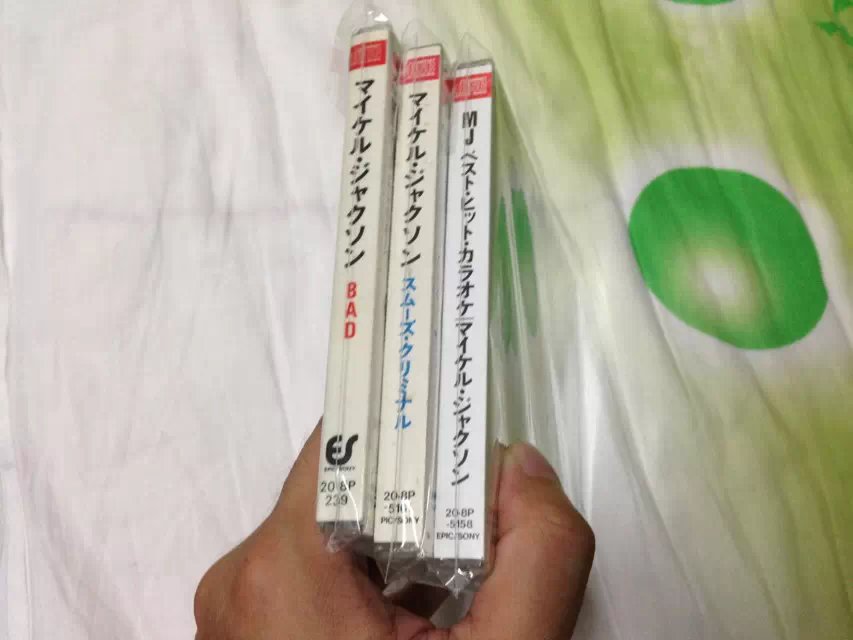 マイケル・ジャクソン
BAD
ES
EPIC/SONY
20·8P
239
マイケル・ジャクソン
スムーズ・クリミナル
20·8P
PIC/SONY
MJ ベスト・ヒット・カラオケ/マイケル・ジャクソン
20·8P
-5158
EPIC/SONY